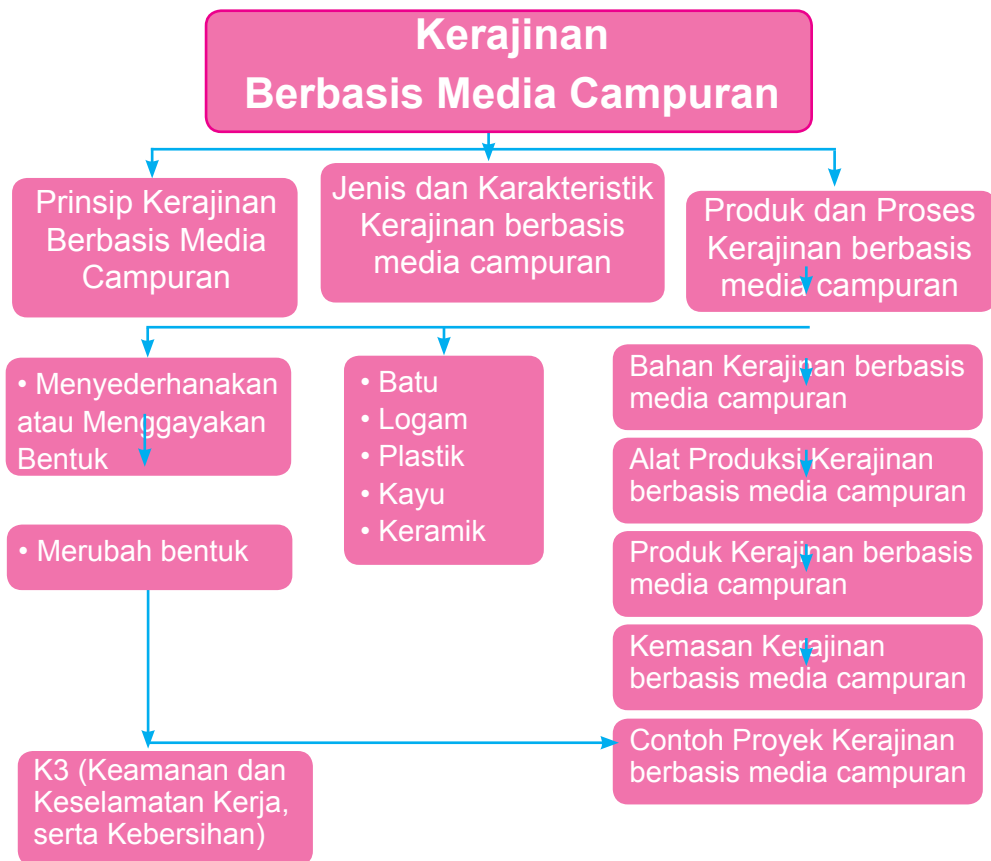 Kerajinan
Berbasis Media Campuran
Prinsip Kerajinan
Berbasis Media
Campuran
Jenis dan Karakteristik
Kerajinan berbasis
media campuran
Produk dan Proses
Kerajinan berbasis
media campuran
• Menyederhanakan
atau Menggayakan
Bentuk
• Merubah bentuk
• Batu
• Logam
• Plastik
• Kayu
• Keramik
Bahan Kerajinan berbasis
media campuran
Alat Produksi Kerajinan
berbasis media campuran
Produk Kerajinan berbasis
media campuran
Kemasan Kerajinan
berbasis media campuran
Contoh Proyek Kerajinan
berbasis media campuran
K3 (Keamanan dan
Keselamatan Kerja,
serta Kebersihan)